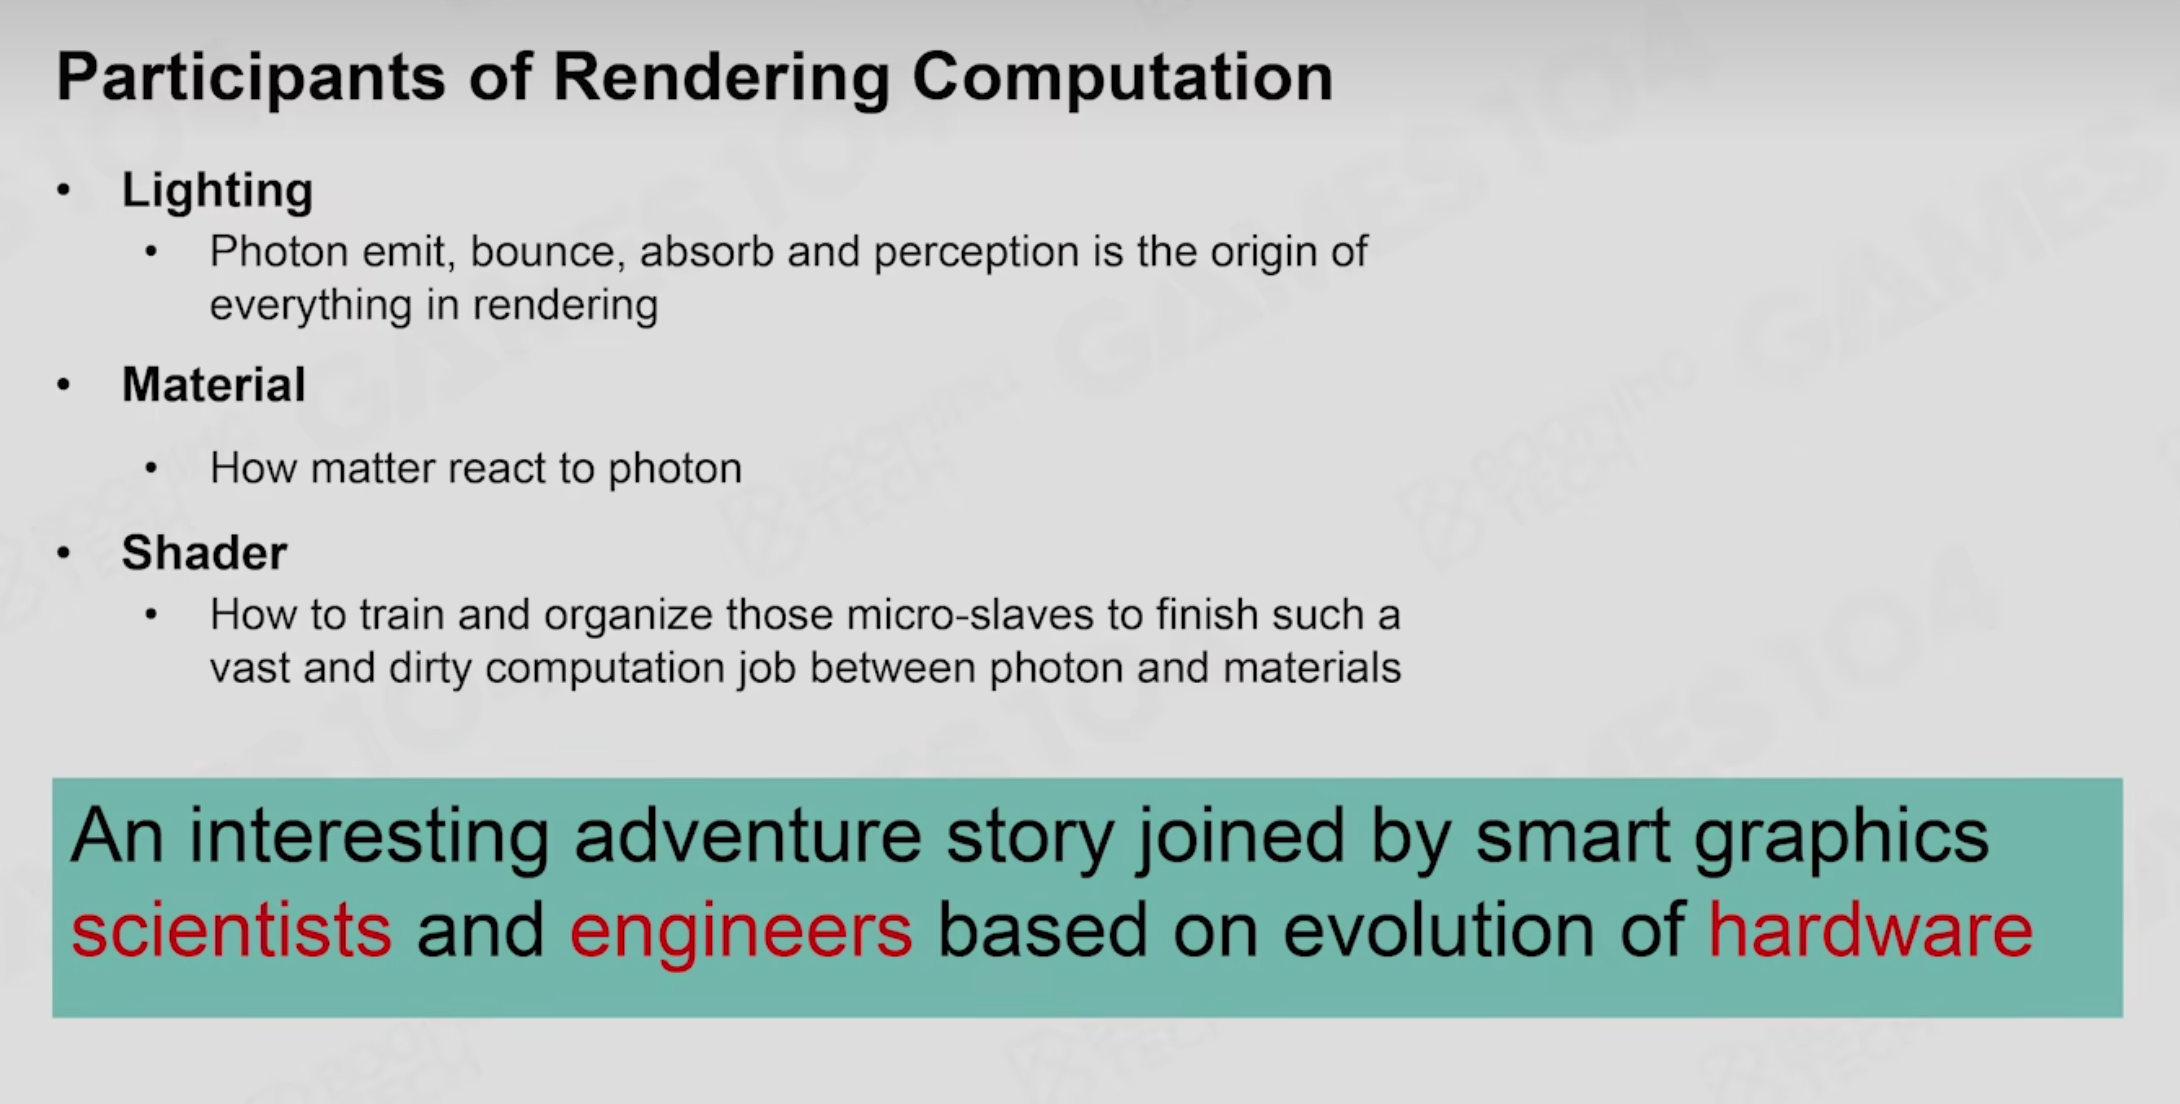 Participants of Rendering Computation
• Lighting
• Photon emit, bounce, absorb and perception is the origin of
everything in rendering
• Material
• How matter react to photon
• Shader
• How to train and organize those micro-slaves to finish such a
vast and dirty computation job between photon and materials
An interesting adventure story joined by smart graphics
scientists and engineers based on evolution of hardware
GAMES104
BOOMING
TECH